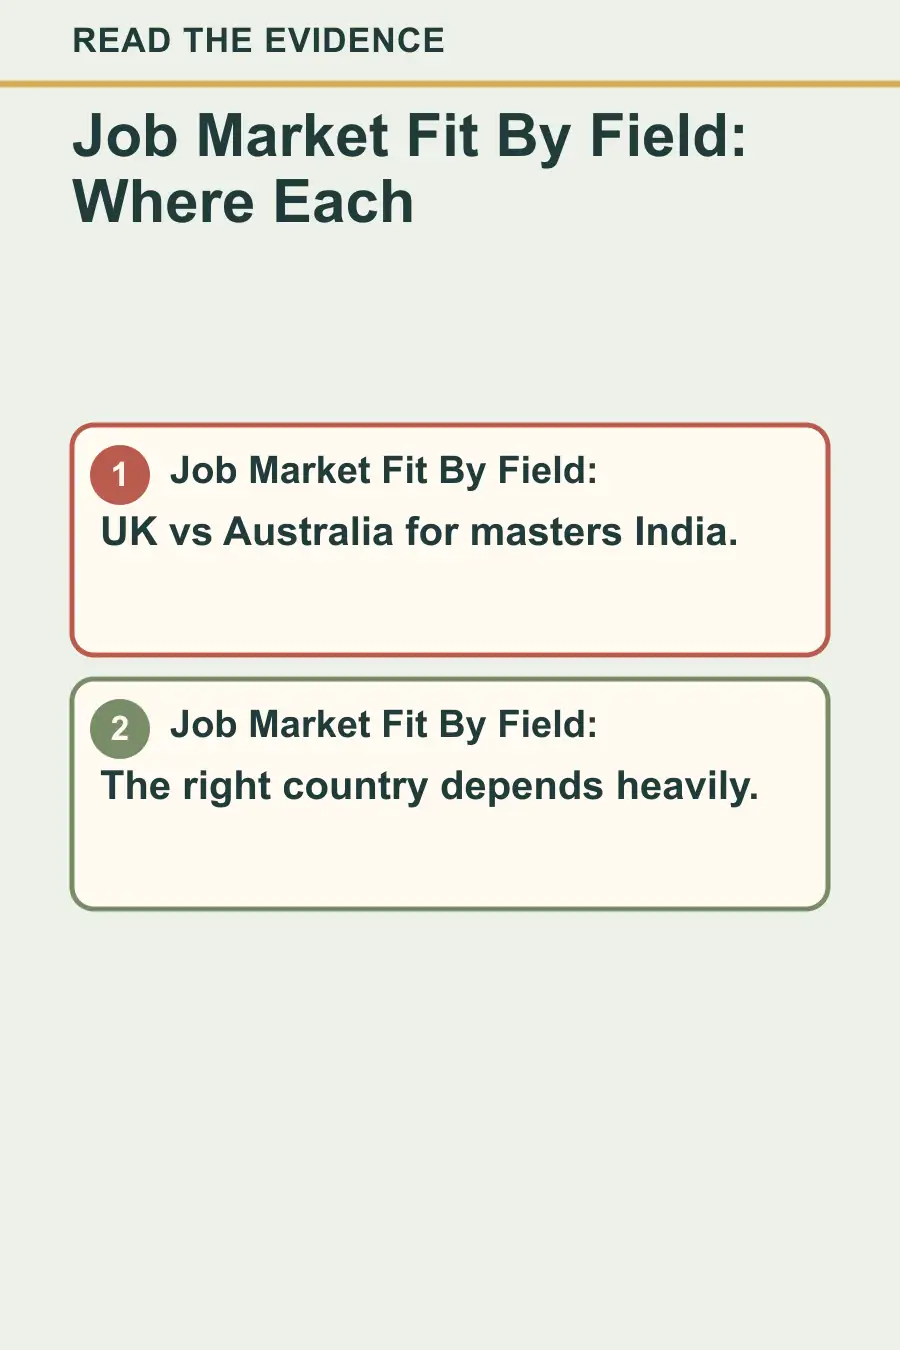 READ THE EVIDENCE
Job Market Fit By Field:
Where Each
1 Job Market Fit By Field:
UK vs Australia for masters India.
2 Job Market Fit By Field:
The right country depends heavily.